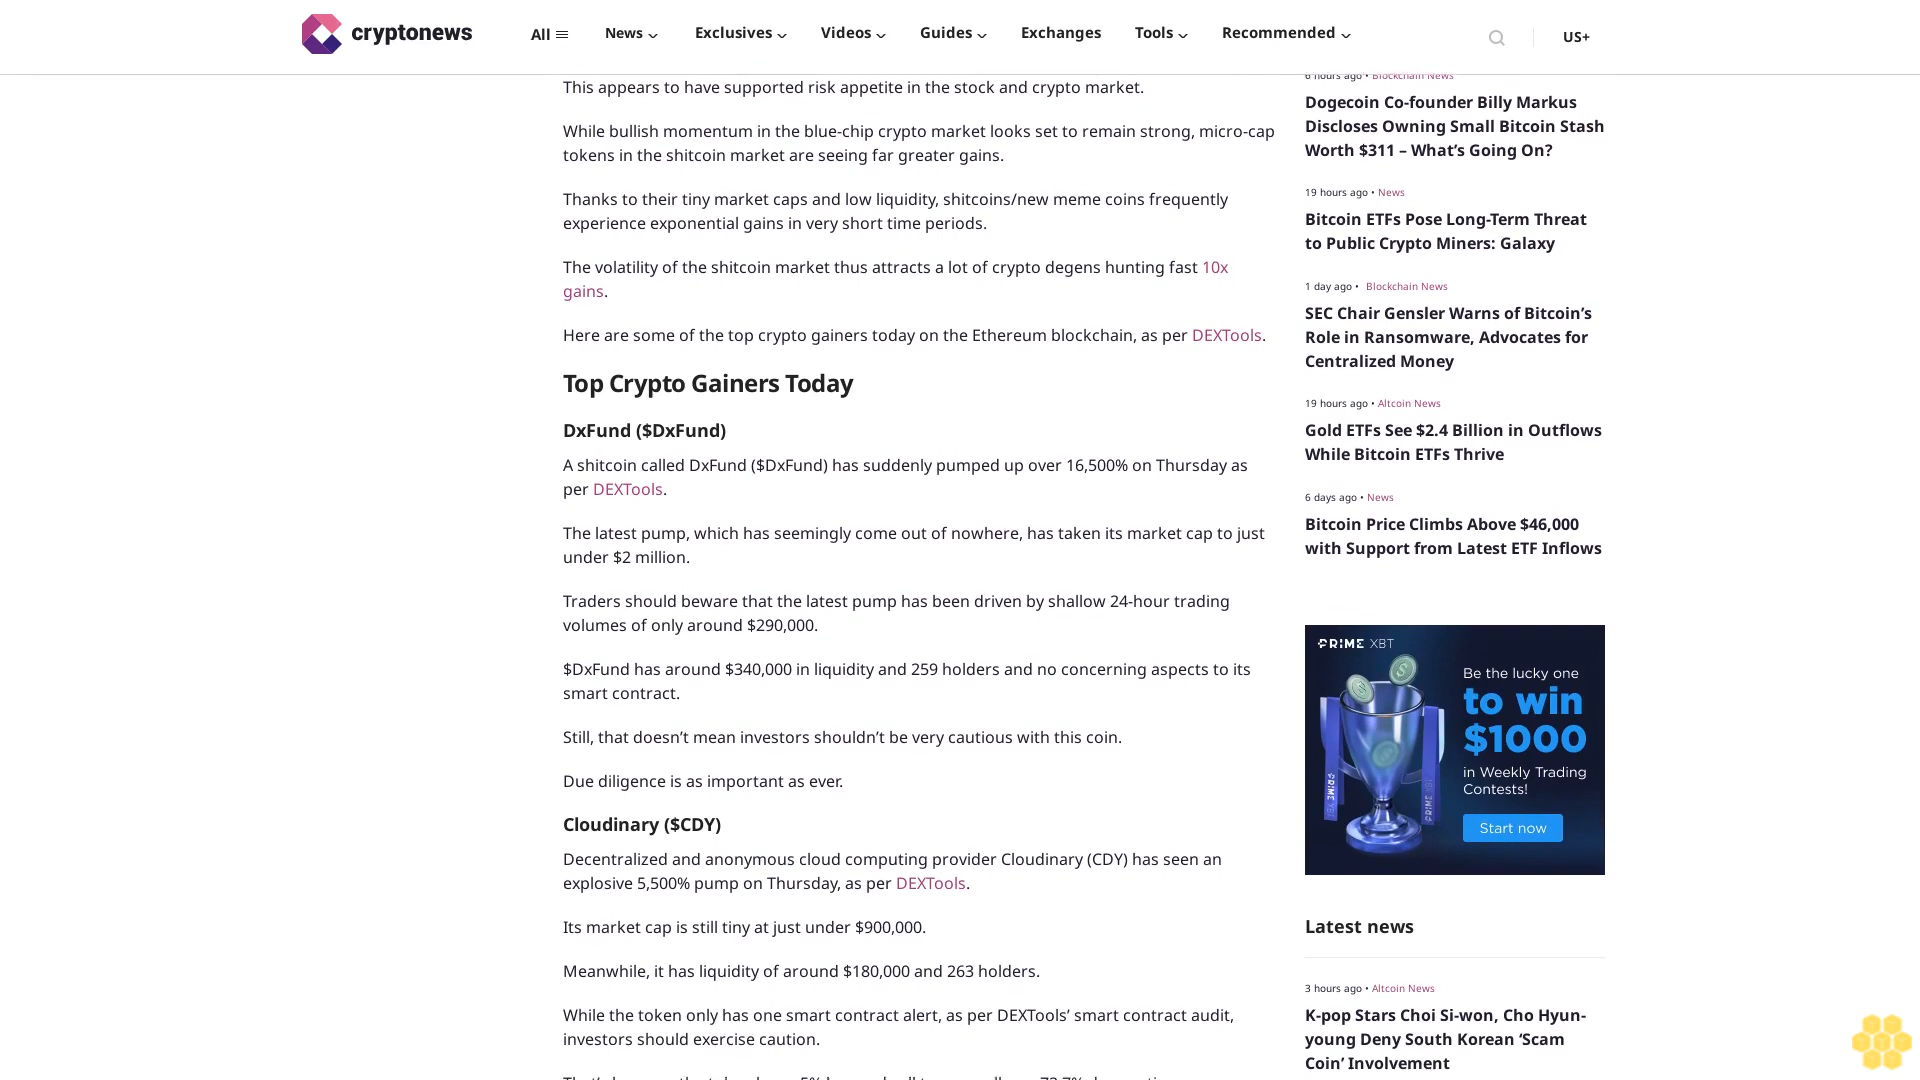 cryptonews
All
News
Exclusives
Videos
Guides
Exchanges
Tools
Recommended
US+
This appears to have supported risk appetite in the stock and crypto market.
While bullish momentum in the blue-chip crypto market looks set to remain strong, micro-cap
tokens in the shitcoin market are seeing far greater gains.
Thanks to their tiny market caps and low liquidity, shitcoins/new meme coins frequently
experience exponential gains in very short time periods.
The volatility of the shitcoin market thus attracts a lot of crypto degens hunting fast 10x
gains.
Here are some of the top crypto gainers today on the Ethereum blockchain, as per DEXTools.
Top Crypto Gainers Today
DxFund ($DxFund)
A shitcoin called DxFund ($DxFund) has suddenly pumped up over 16,500% on Thursday as
per DEXTools.
The latest pump, which has seemingly come out of nowhere, has taken its market cap to just
under $2 million.
Traders should beware that the latest pump has been driven by shallow 24-hour trading
volumes of only around $290,000.
$DxFund has around $340,000 in liquidity and 259 holders and no concerning aspects to its
smart contract.
Still, that doesn’t mean investors shouldn’t be very cautious with this coin.
Due diligence is as important as ever.
Cloudinary ($CDY)
Decentralized and anonymous cloud computing provider Cloudinary (CDY) has seen an
explosive 5,500% pump on Thursday, as per DEXTools.
Its market cap is still tiny at just under $900,000.
Meanwhile, it has liquidity of around $180,000 and 263 holders.
While the token only has one smart contract alert, as per DEXTools’ smart contract audit,
investors should exercise caution.
6 hours ago • Blockchain News
Dogecoin Co-founder Billy Markus
Discloses Owning Small Bitcoin Stash
Worth $311 – What’s Going On?
19 hours ago • News
Bitcoin ETFs Pose Long-Term Threat
to Public Crypto Miners: Galaxy
1 day ago • Blockchain News
SEC Chair Gensler Warns of Bitcoin’s
Role in Ransomware, Advocates for
Centralized Money
19 hours ago • Altcoin News
Gold ETFs See $2.4 Billion in Outflows
While Bitcoin ETFs Thrive
6 days ago • News
Bitcoin Price Climbs Above $46,000
with Support from Latest ETF Inflows
PRIME XBT
Be the lucky one
to win
$1000
in Weekly Trading
Contests!
Start now
Latest news
3 hours ago • Altcoin News
K-pop Stars Choi Si-won, Cho Hyun-
young Deny South Korean ‘Scam
Coin’ Involvement